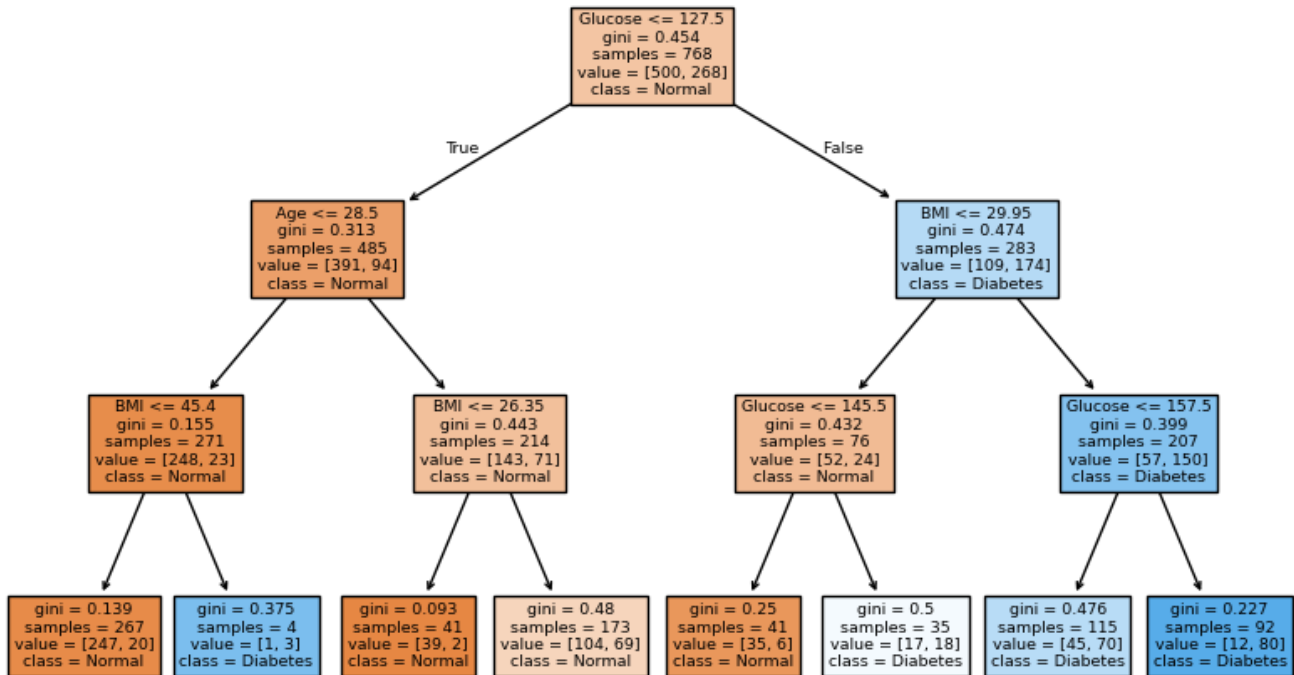 Glucose <= 127.5
gini = 0.454
samples = 768
value = [500, 268]
class = Normal
True
False
Age <= 28.5
gini = 0.313
samples = 485
value = [391, 94]
class = Normal
BMI <= 29.95
gini = 0.474
samples = 283
value = [109, 174]
class = Diabetes
BMI <= 45.4
gini = 0.155
samples = 271
value = [248, 23]
class = Normal
BMI <= 26.35
gini = 0.443
samples = 214
value = [143, 71]
class = Normal
Glucose <= 145.5
gini = 0.432
samples = 76
value = [52, 24]
class = Normal
Glucose <= 157.5
gini = 0.399
samples = 207
value = [57, 150]
class = Diabetes
gini = 0.139
samples = 267
value = [247, 20]
class = Normal
gini = 0.375
samples = 4
value = [1, 3]
class = Diabetes
gini = 0.093
samples = 41
value = [39, 2]
class = Normal
gini = 0.48
samples = 173
value = [104, 69]
class = Normal
gini = 0.25
samples = 41
value = [35, 6]
class = Normal
gini = 0.5
samples = 35
value = [17, 18]
class = Diabetes
gini = 0.476
samples = 115
value = [45, 70]
class = Diabetes
gini = 0.227
samples = 92
value = [12, 80]
class = Diabetes